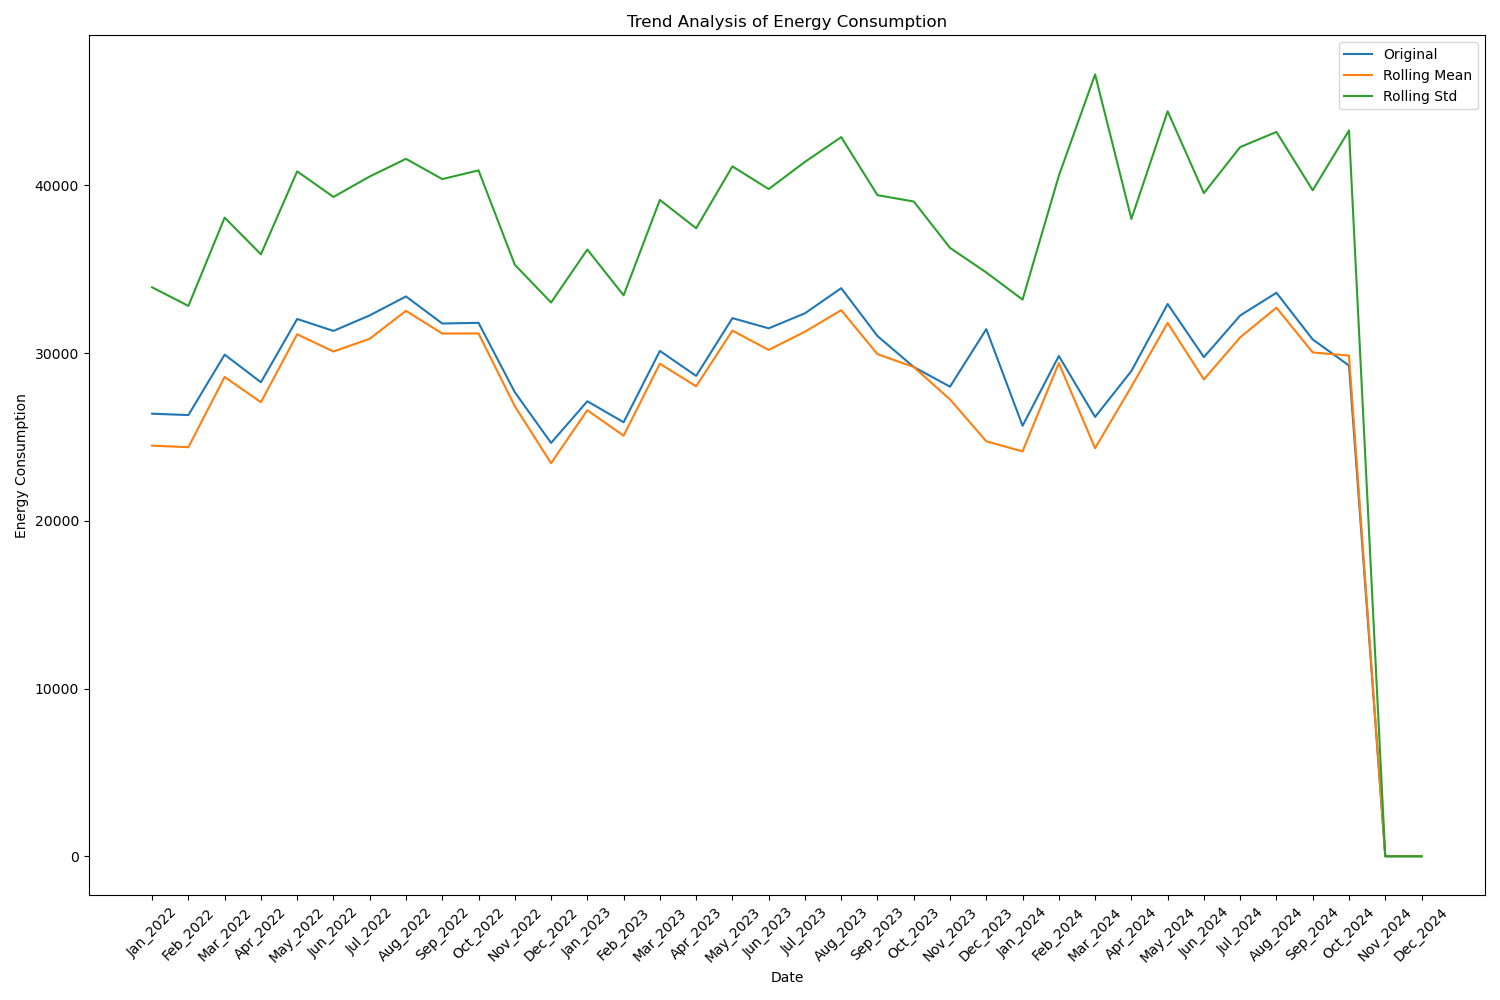 Trend Analysis of Energy Consumption
Original
Rolling Mean
Rolling Std
Energy Consumption
40000
30000
20000
10000
0
Jan_2022
Feb_2022
Mar_2022
Apr_2022
May_2022
Jun_2022
Jul_2022
Aug_2022
Sep_2022
Oct_2022
Nov_2022
Dec_2022
Jan_2023
Feb_2023
Mar_2023
Apr_2023
May_2023
Jun_2023
Jul_2023
Aug_2023
Sep_2023
Oct_2023
Nov_2023
Dec_2023
Jan_2024
Feb_2024
Mar_2024
Apr_2024
May_2024
Jun_2024
Jul_2024
Aug_2024
Sep_2024
Oct_2024
Nov_2024
Dec_2024
Date